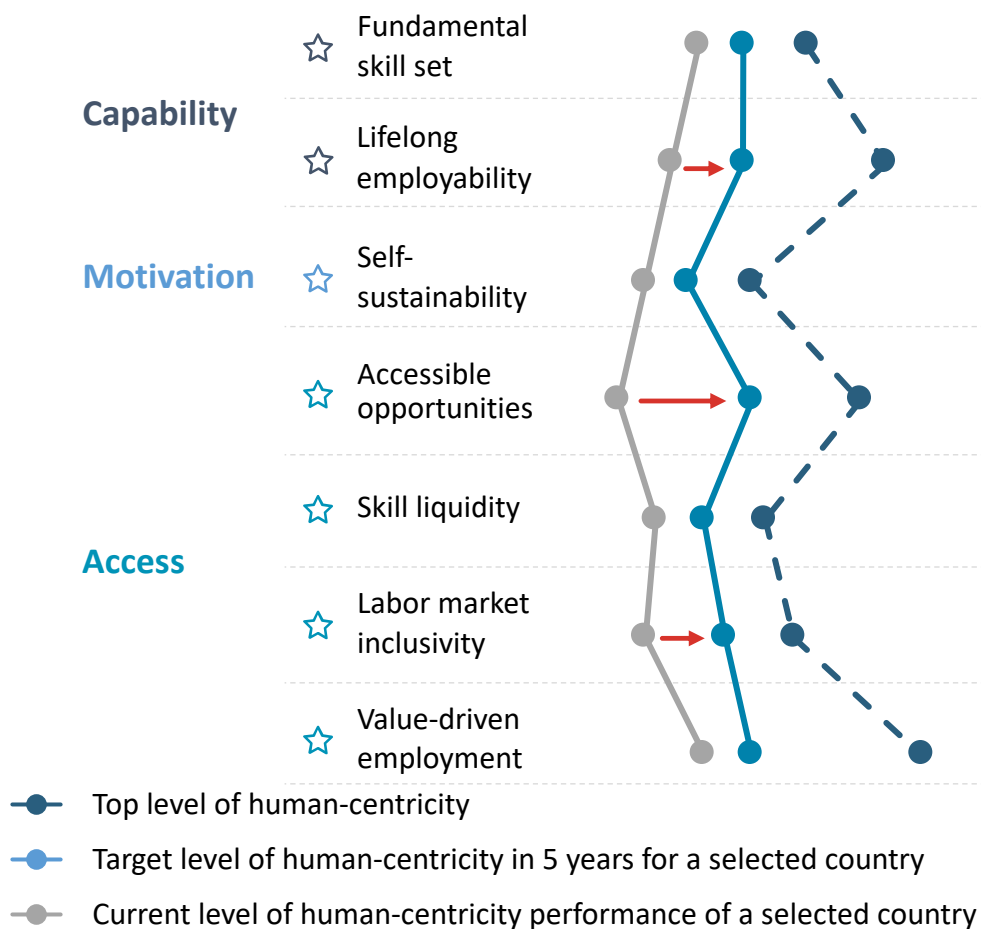 Capability
Fundamental
skill set
Lifelong
employability
Motivation
Self-
sustainability
Access
Accessible
opportunities
Skill liquidity
Labor market
inclusivity
Value-driven
employment
Top level of human-centricity
Target level of human-centricity in 5 years for a selected country
Current level of human-centricity performance of a selected country